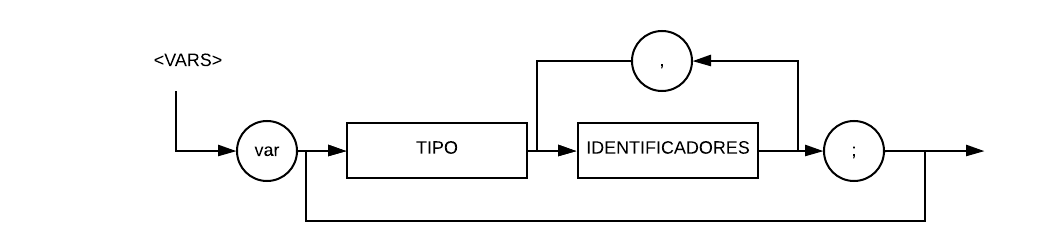 <VARS>
,
var
TIPO
IDENTIFICADORES
;